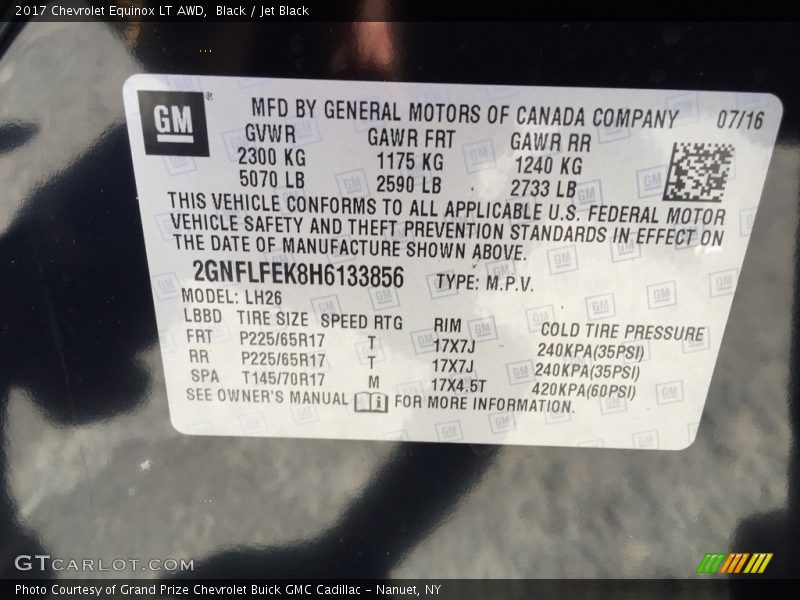 2017 Chevrolet Equinox LT AWD, Black / Jet Black
GM ® MFD BY GENERAL MOTORS OF CANADA COMPANY 07/16
GVWR GAWR FRT GAWR RR
2300 KG 1175 KG 1240 KG
5070 LB 2590 LB 2733 LB
THIS VEHICLE CONFORMS TO ALL APPLICABLE U.S. FEDERAL MOTOR
VEHICLE SAFETY AND THEFT PREVENTION STANDARDS IN EFFECT ON
THE DATE OF MANUFACTURE SHOWN ABOVE.
2GNFLFEK8H6133856 TYPE: M.P.V.
MODEL: LH26
LBBD TIRE SIZE SPEED RTG RIM COLD TIRE PRESSURE
FRT P225/65R17 T 17X7J 240KPA(35PSI)
RR P225/65R17 T 17X7J 240KPA(35PSI)
SPA T145/70R17 M 17X4.5T 420KPA(60PSI)
SEE OWNER'S MANUAL i FOR MORE INFORMATION.
GTCARLOT.COM
Photo Courtesy of Grand Prize Chevrolet Buick GMC Cadillac - Nanuet, NY